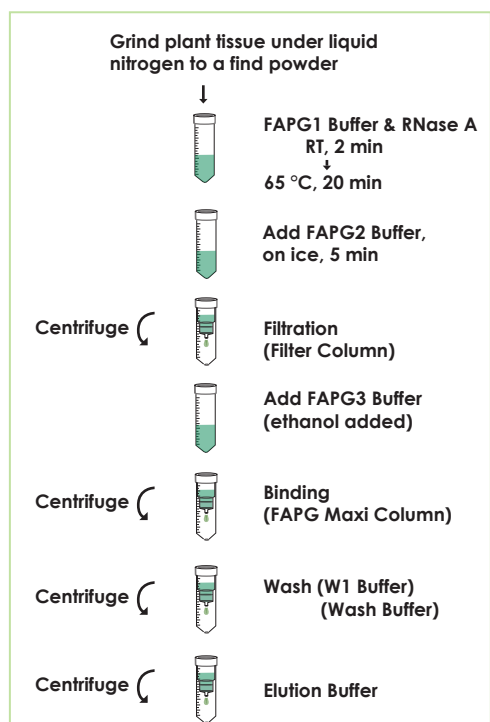 Grind plant tissue under liquid
nitrogen to a find powder
FAPG1 Buffer & RNase A
RT, 2 min
65 °C, 20 min
Add FAPG2 Buffer,
on ice, 5 min
Centrifuge
Filtration
(Filter Column)
Add FAPG3 Buffer
(ethanol added)
Centrifuge
Binding
(FAPG Maxi Column)
Centrifuge
Wash (W1 Buffer)
(Wash Buffer)
Centrifuge
Elution Buffer